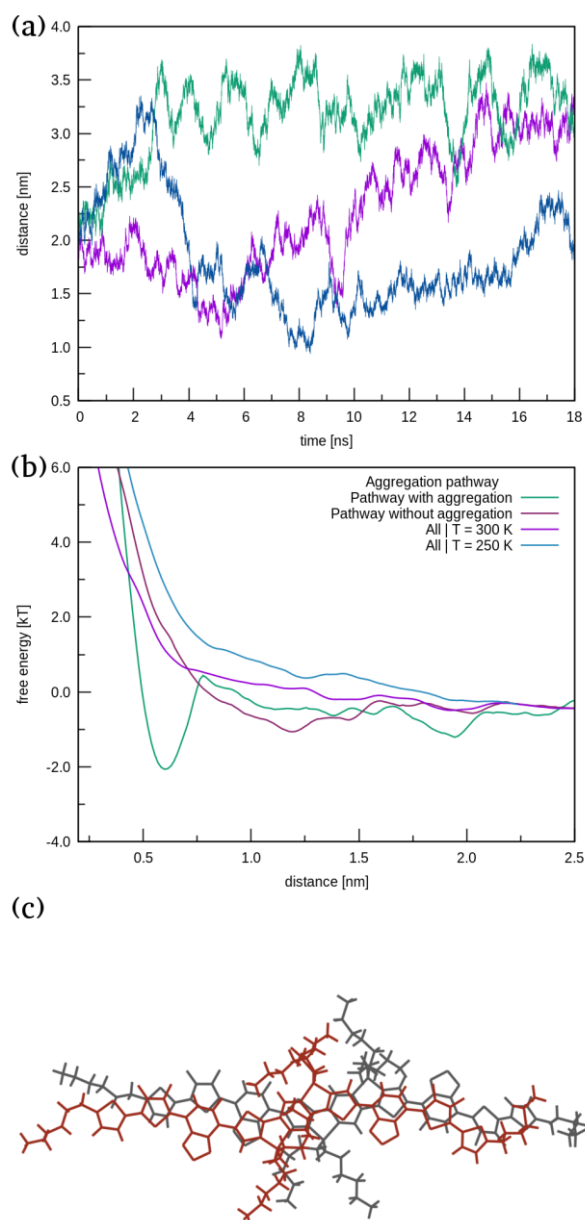 (a)
4.0
3.5
3.0
2.5
2.0
1.5
1.0
0.5
distance [nm]
0 2 4 6 8 10 12 14 16 18
time [ns]
(b)
6.0
4.0
2.0
0.0
-2.0
-4.0
free energy [kT]
Aggregation pathway
Pathway with aggregation
Pathway without aggregation
All | T = 300 K
All | T = 250 K
0.5 1.0 1.5 2.0 2.5
distance [nm]
(c)